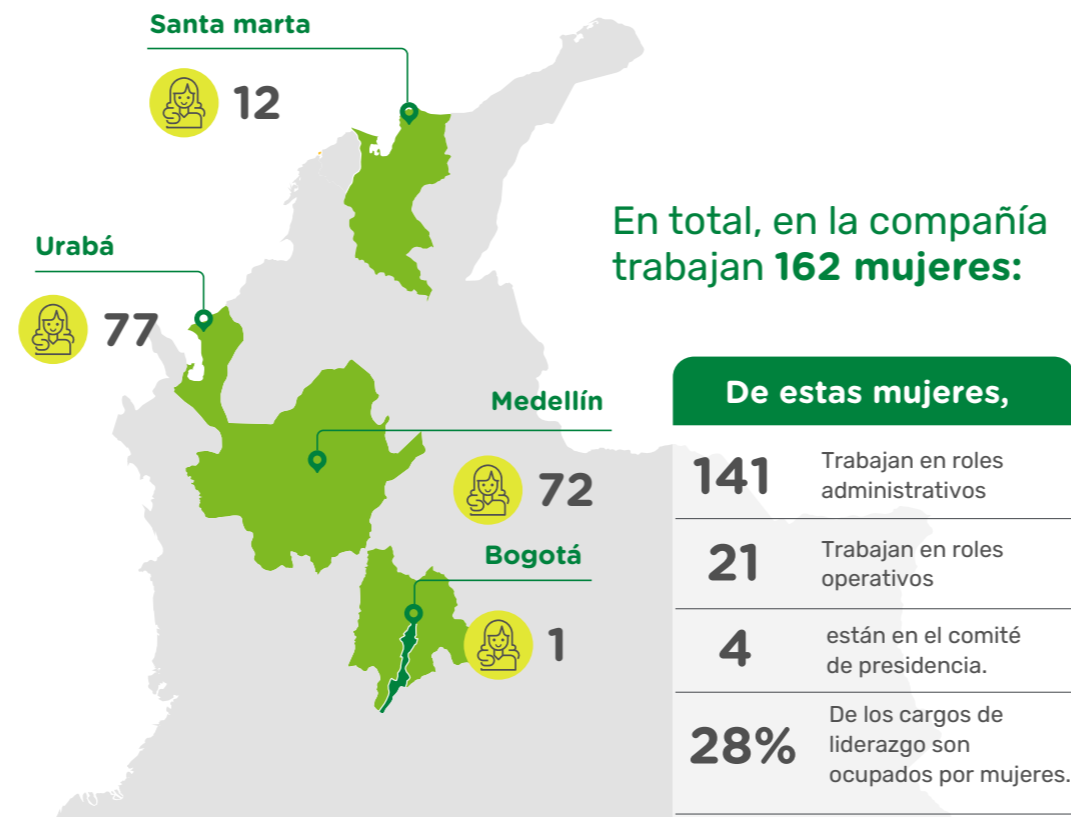 Santa marta
12
Urabá
77
Medellín
72
Bogotá
1
En total, en la compañía
trabajan 162 mujeres:
De estas mujeres,
141
Trabajan en roles
administrativos
21
Trabajan en roles
operativos
4
están en el comité
de presidencia.
28%
De los cargos de
liderazgo son
ocupados por mujeres.